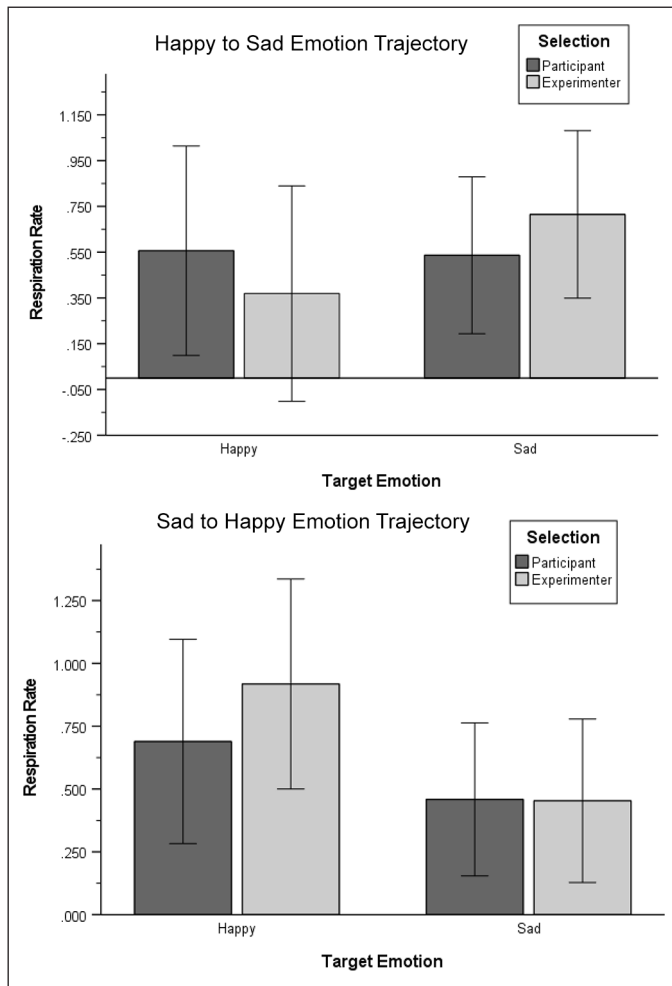 Happy to Sad Emotion Trajectory
Selection
Participant
Experimenter
Respiration Rate
1.150
.950
.750
.550
.350
.150
-.050
-.250
Happy
Sad
Target Emotion
Sad to Happy Emotion Trajectory
Selection
Participant
Experimenter
Respiration Rate
1.250
1.000
.750
.500
.250
.000
Happy
Sad
Target Emotion